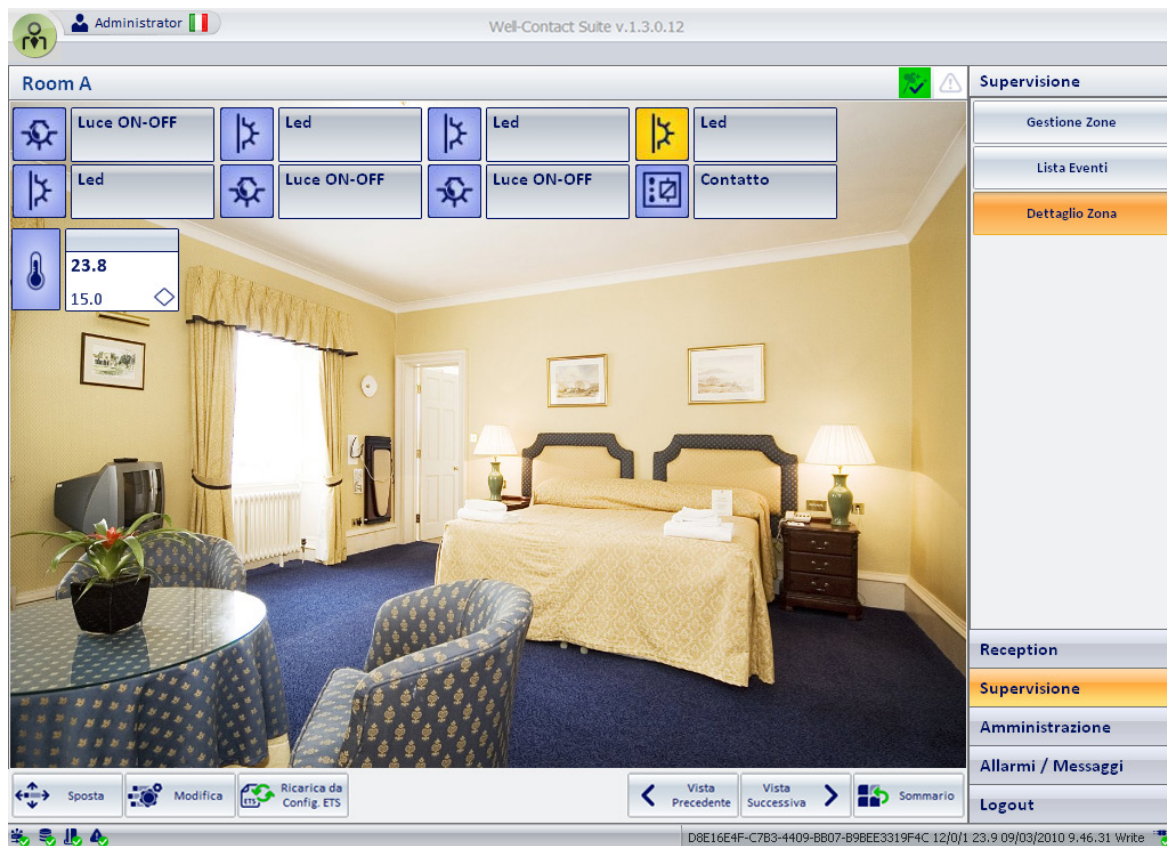 Administrator
Well-Contact Suite v.1.3.0.12
Room A
Supervisione
Luce ON-OFF
Led
Led
Led
Led
Luce ON-OFF
Luce ON-OFF
Contatto
23.8
15.0
Gestione Zone
Lista Eventi
Dettaglio Zona
Reception
Supervisione
Amministrazione
Allarmi / Messaggi
Logout
Sposta
Modifica
ETS
Ricarica da
Config. ETS
Vista
Precedente
Vista
Successiva
Sommario
D8E16E4F-C7B3-4409-BB07-B9BEE3319F4C 12/0/1 23.9 09/03/2010 9.46.31 Write